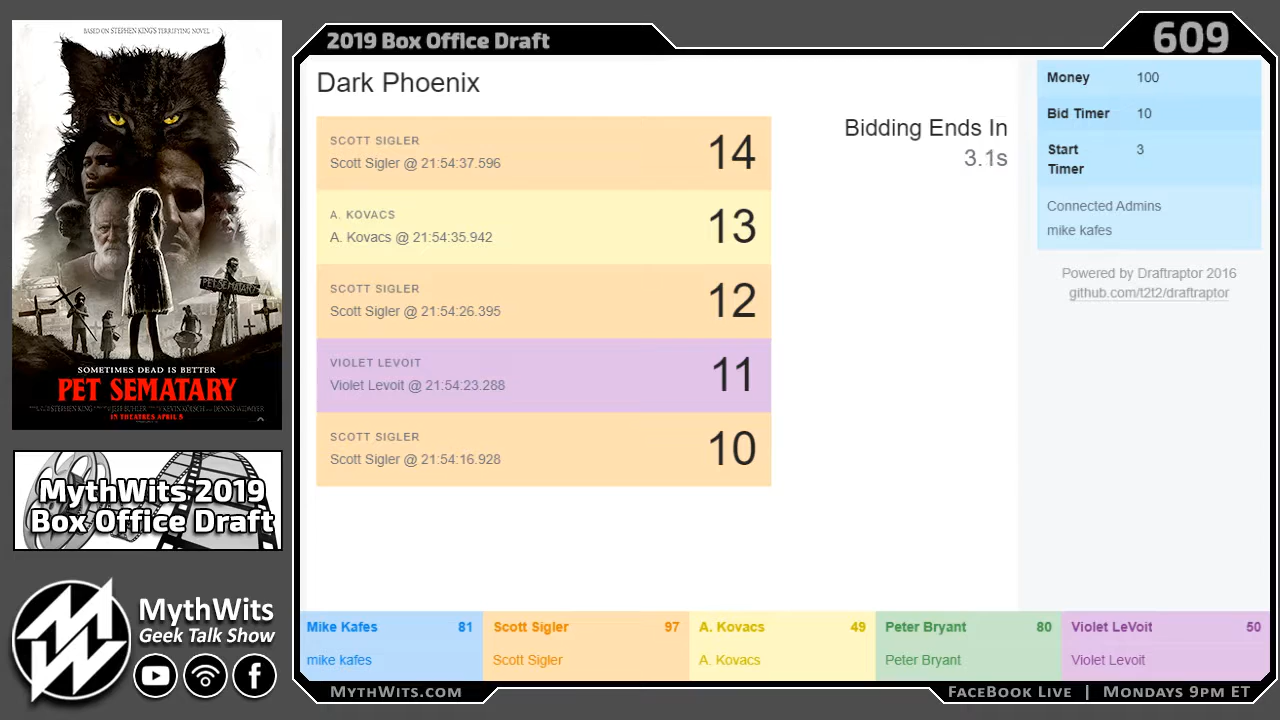 BASED ON STEPHEN KING'S TERRIFYING NOVEL
PET SEMATARY
SOMETIMES DEAD IS BETTER
PET SEMATARY
IN THEATRES APRIL 5
MythWits 2019
Box Office Draft
MythWits
Geek Talk Show
2019 Box Office Draft
609
Dark Phoenix
SCOTT SIGLER
Scott Sigler @ 21:54:37.596
14
A. KOVACS
A. Kovacs @ 21:54:35.942
13
SCOTT SIGLER
Scott Sigler @ 21:54:26.395
12
VIOLET LEVOIT
Violet Levoit @ 21:54:23.288
11
SCOTT SIGLER
Scott Sigler @ 21:54:16.928
10
Bidding Ends In
3.1s
Money 100
Bid Timer 10
Start Timer 3
Connected Admins
mike kafes
Powered by Draftraptor 2016
github.com/t2t2/draftraptor
Mike Kafes 81
mike kafes
Scott Sigler 97
Scott Sigler
A. Kovacs 49
A. Kovacs
Peter Bryant 80
Peter Bryant
Violet LeVoit 50
Violet Levoit
MythWits.com
FaceBook Live | Mondays 9pm ET